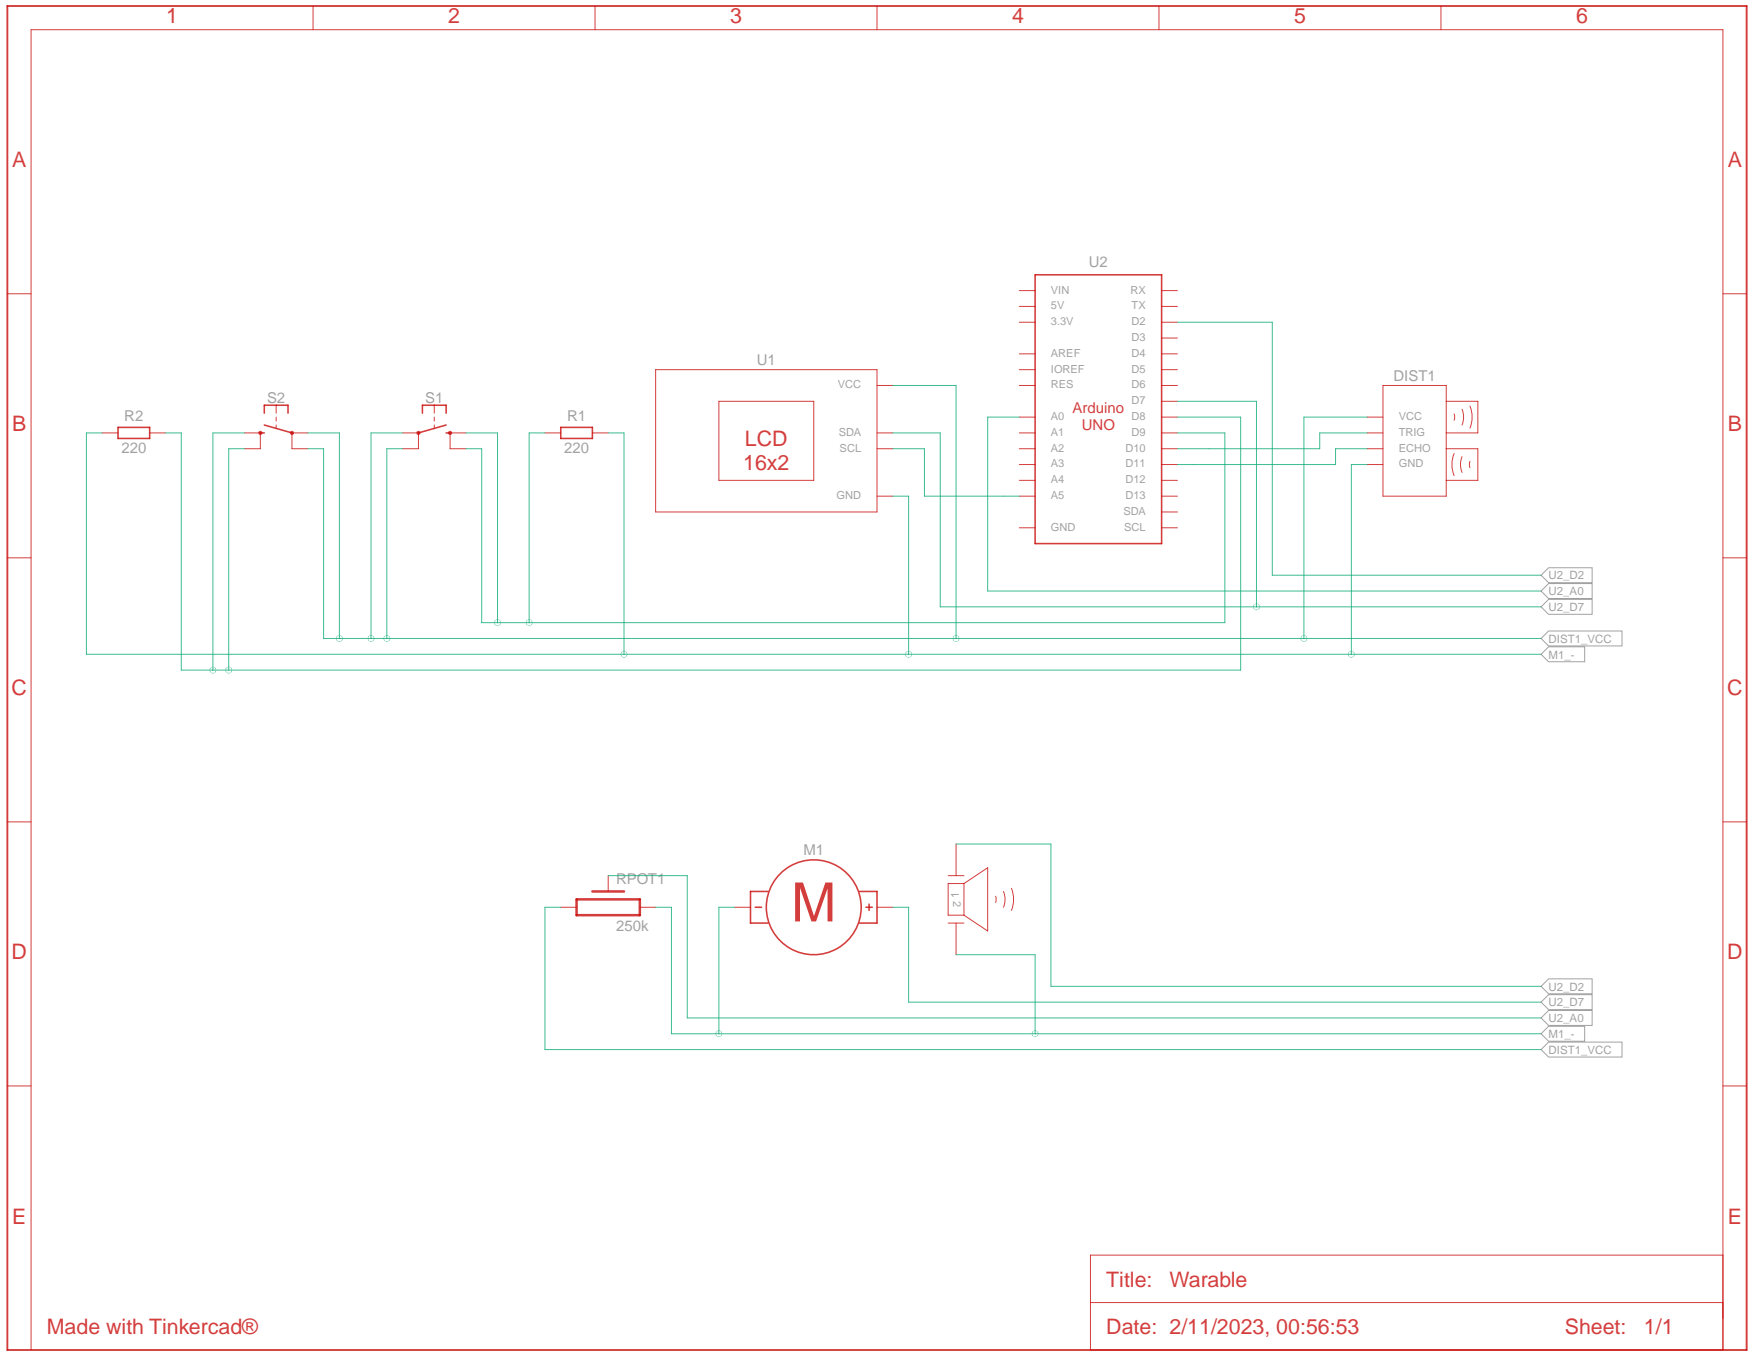 1 2 3 4 5 6
A A
U2
VIN RX
5V TX
3.3V D2
D3
AREF D4
IOREF D5
RES D6
D7
A0 D8
A1 D9
A2 D10
A3 D11
A4 D12
A5 D13
SDA
GND SCL
Arduino
UNO
U1
VCC
SDA
SCL
GND
LCD
16x2
DIST1
VCC
TRIG
ECHO
GND
B B
R2
220
S2
S1
R1
220
U2_D2
U2_A0
U2_D7
DIST1_VCC
M1_-
C C
RPOT1
250k
M1
M
- +
L2
D D
U2_D2
U2_D7
U2_A0
M1_-
DIST1_VCC
E E
Title: Warable
Date: 2/11/2023, 00:56:53 Sheet: 1/1
Made with Tinkercad®